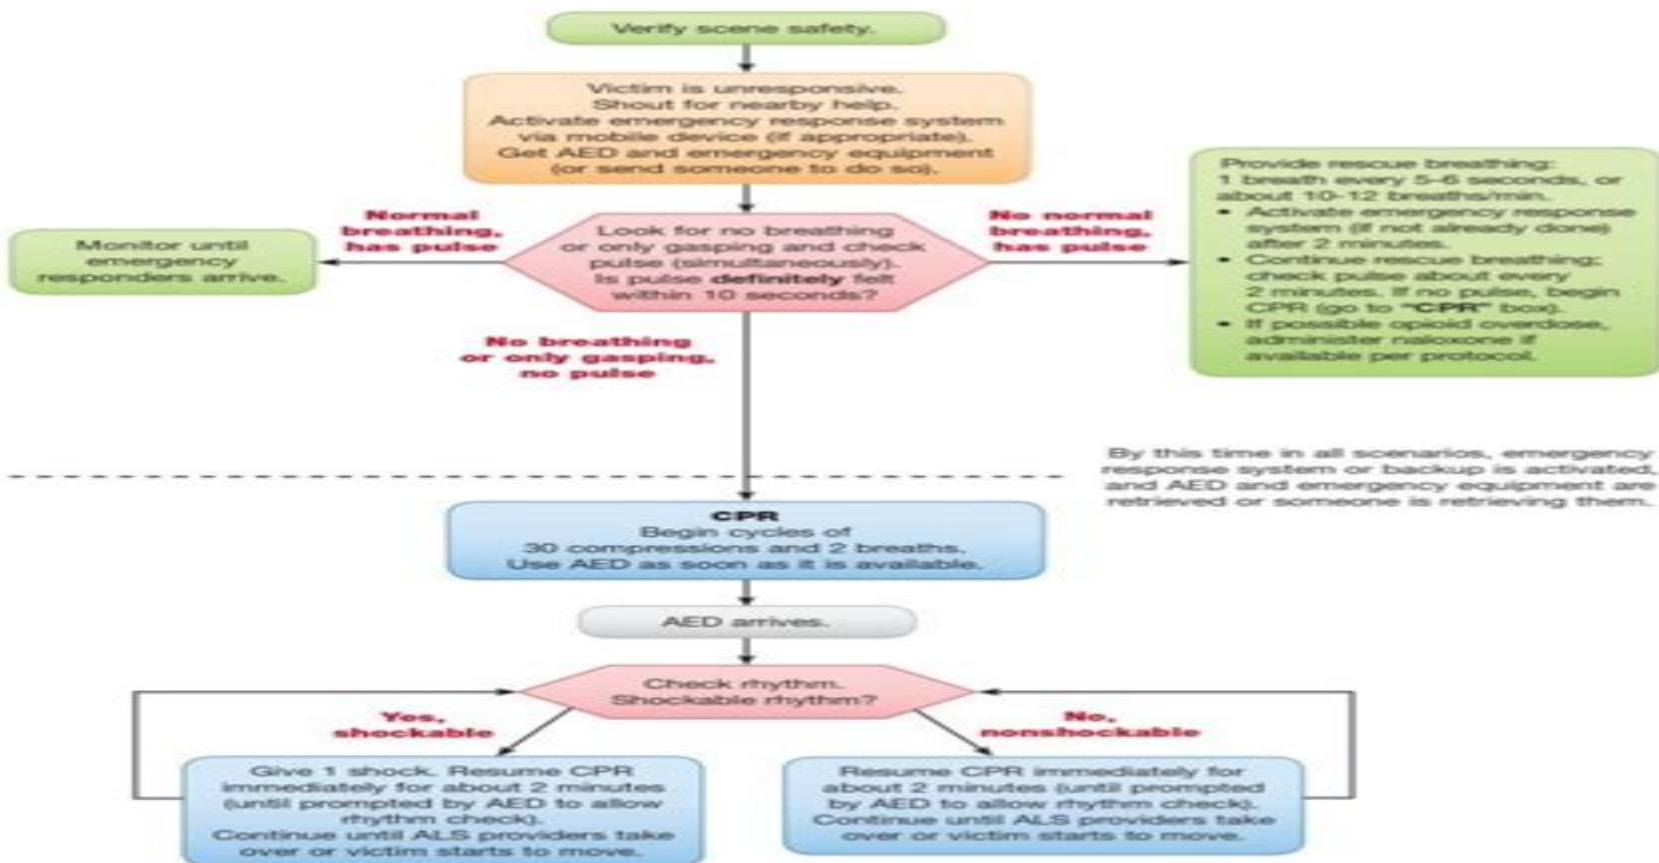 Verify scene safety.
Victim is unresponsive.
Shout for nearby help.
Activate emergency response system
via mobile device (if appropriate).
Get AED and emergency equipment
(or send someone to do so).
Normal
breathing,
has pulse
No normal
breathing,
has pulse
Monitor until
emergency
responders arrive.
Look for no breathing
or only gasping and check
pulse (simultaneously).
Is pulse definitely felt
within 10 seconds?
Provide rescue breathing:
1 breath every 5-6 seconds, or
about 10-12 breaths/min.
• Activate emergency response
system (if not already done)
after 2 minutes.
• Continue rescue breathing;
check pulse about every
2 minutes. If no pulse, begin
CPR (go to "CPR" box).
• If possible opioid overdose,
administer naloxone if
available per protocol.
No breathing
or only gasping,
no pulse
By this time in all scenarios, emergency
response system or backup is activated,
and AED and emergency equipment are
retrieved or someone is retrieving them.
CPR
Begin cycles of
30 compressions and 2 breaths.
Use AED as soon as it is available.
AED arrives.
Check rhythm.
Shockable rhythm?
Yes,
shockable
No,
nonshockable
Give 1 shock. Resume CPR
immediately for about 2 minutes
(until prompted by AED to allow
rhythm check).
Continue until ALS providers take
over or victim starts to move.
Resume CPR immediately for
about 2 minutes (until prompted
by AED to allow rhythm check).
Continue until ALS providers take
over or victim starts to move.